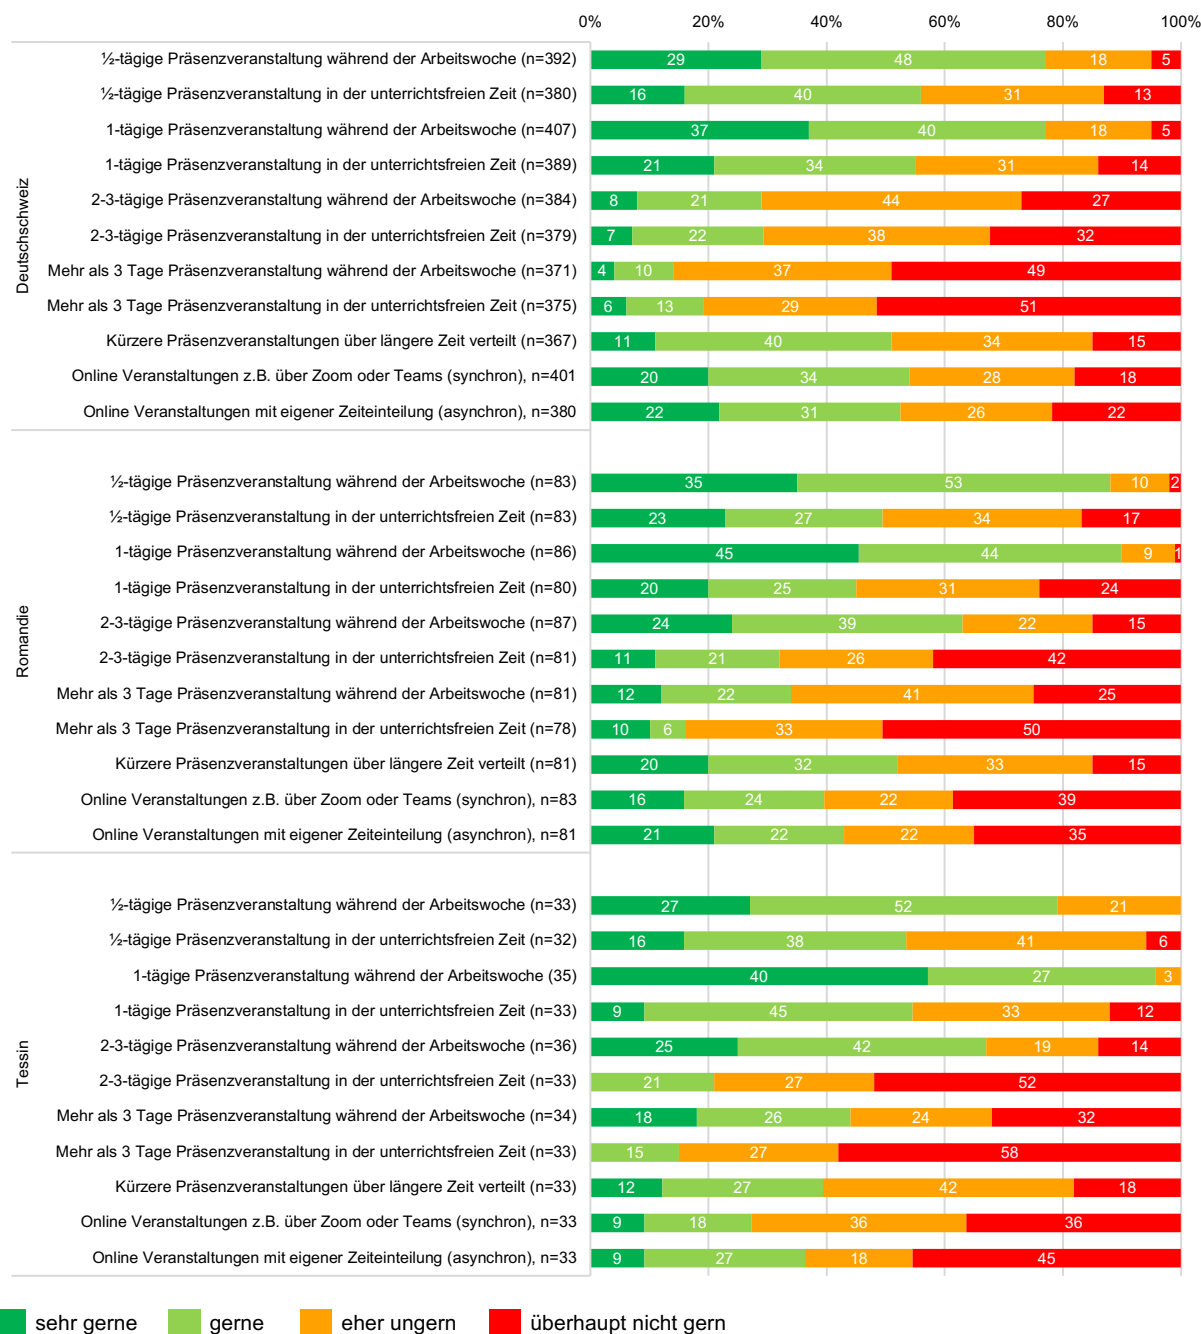 0% 20% 40% 60% 80% 100%
Deutschschweiz
½-tägige Präsenzveranstaltung während der Arbeitswoche (n=392) 29 48 18 5
½-tägige Präsenzveranstaltung in der unterrichtsfreien Zeit (n=380) 16 40 31 13
1-tägige Präsenzveranstaltung während der Arbeitswoche (n=407) 37 40 18 5
1-tägige Präsenzveranstaltung in der unterrichtsfreien Zeit (n=389) 21 34 31 14
2-3-tägige Präsenzveranstaltung während der Arbeitswoche (n=384) 8 21 44 27
2-3-tägige Präsenzveranstaltung in der unterrichtsfreien Zeit (n=379) 7 22 38 32
Mehr als 3 Tage Präsenzveranstaltung während der Arbeitswoche (n=371) 4 10 37 49
Mehr als 3 Tage Präsenzveranstaltung in der unterrichtsfreien Zeit (n=375) 6 13 29 51
Kürzere Präsenzveranstaltungen über längere Zeit verteilt (n=367) 11 40 34 15
Online Veranstaltungen z.B. über Zoom oder Teams (synchron), n=401 20 34 28 18
Online Veranstaltungen mit eigener Zeiteinteilung (asynchron), n=380 22 31 26 22
Romandie
½-tägige Präsenzveranstaltung während der Arbeitswoche (n=83) 35 53 10 2
½-tägige Präsenzveranstaltung in der unterrichtsfreien Zeit (n=83) 23 27 34 17
1-tägige Präsenzveranstaltung während der Arbeitswoche (n=86) 45 44 9 1
1-tägige Präsenzveranstaltung in der unterrichtsfreien Zeit (n=80) 20 25 31 24
2-3-tägige Präsenzveranstaltung während der Arbeitswoche (n=87) 24 39 22 15
2-3-tägige Präsenzveranstaltung in der unterrichtsfreien Zeit (n=81) 11 21 26 42
Mehr als 3 Tage Präsenzveranstaltung während der Arbeitswoche (n=81) 12 22 41 25
Mehr als 3 Tage Präsenzveranstaltung in der unterrichtsfreien Zeit (n=78) 10 6 33 50
Kürzere Präsenzveranstaltungen über längere Zeit verteilt (n=81) 20 32 33 15
Online Veranstaltungen z.B. über Zoom oder Teams (synchron), n=83 16 24 22 39
Online Veranstaltungen mit eigener Zeiteinteilung (asynchron), n=81 21 22 22 35
Tessin
½-tägige Präsenzveranstaltung während der Arbeitswoche (n=33) 27 52 21
½-tägige Präsenzveranstaltung in der unterrichtsfreien Zeit (n=32) 16 38 41 6
1-tägige Präsenzveranstaltung während der Arbeitswoche (35) 40 27 3
1-tägige Präsenzveranstaltung in der unterrichtsfreien Zeit (n=33) 9 45 33 12
2-3-tägige Präsenzveranstaltung während der Arbeitswoche (n=36) 25 42 19 14
2-3-tägige Präsenzveranstaltung in der unterrichtsfreien Zeit (n=33) 21 27 52
Mehr als 3 Tage Präsenzveranstaltung während der Arbeitswoche (n=34) 18 26 24 32
Mehr als 3 Tage Präsenzveranstaltung in der unterrichtsfreien Zeit (n=33) 15 27 58
Kürzere Präsenzveranstaltungen über längere Zeit verteilt (n=33) 12 27 42 18
Online Veranstaltungen z.B. über Zoom oder Teams (synchron), n=33 9 18 36 36
Online Veranstaltungen mit eigener Zeiteinteilung (asynchron), n=33 9 27 18 45
sehr gerne gerne eher ungern überhaupt nicht gern